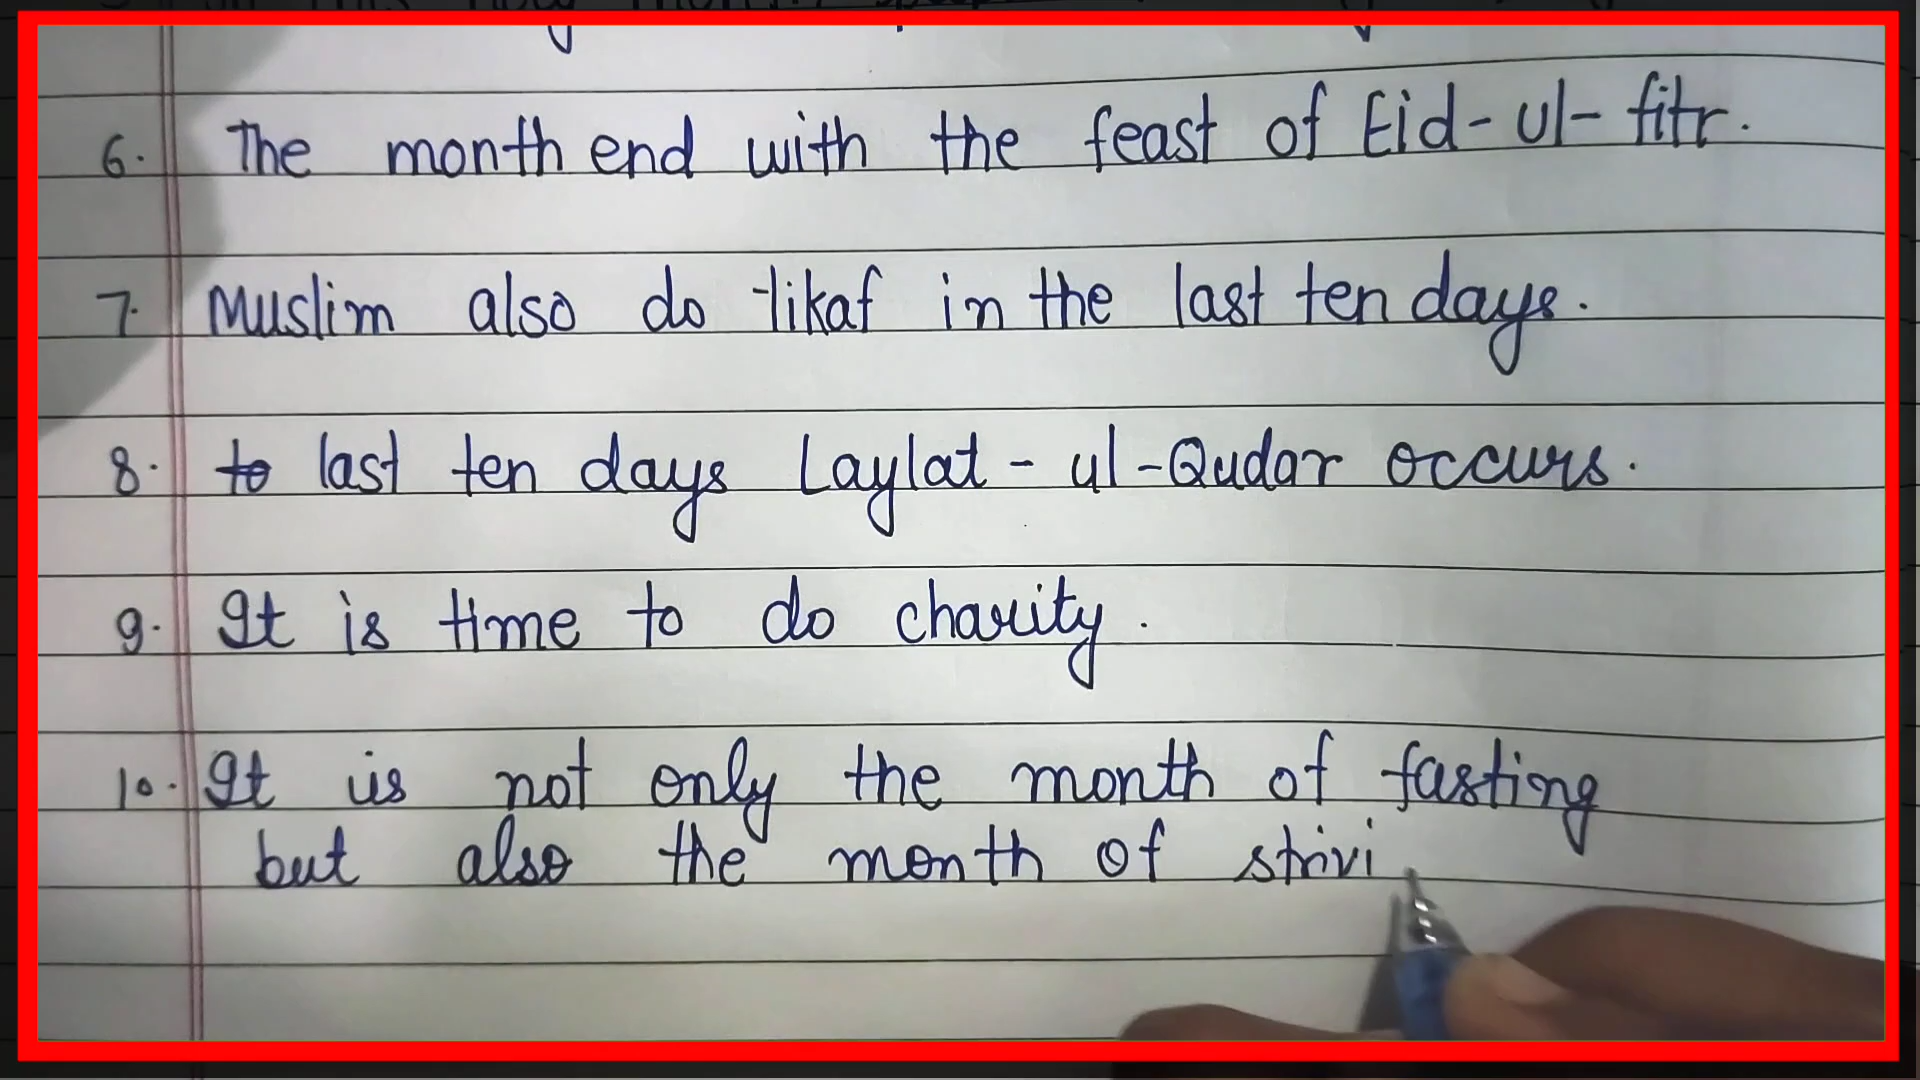 6. The month end with the feast of Eid-ul-fitr.
7. Muslim also do Itikaf in the last ten days.
8. to last ten days Laylat-ul-Qudar occurs.
9. It is time to do charity.
10. It is not only the month of fasting
but also the month of strivi